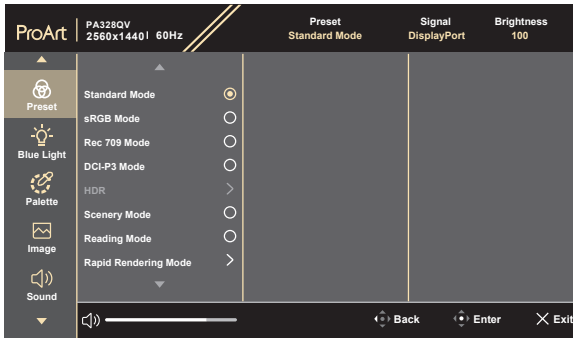 ProArt
PA328QV
2560x1440 60Hz
Preset
Standard Mode
Signal
DisplayPort
Brightness
100
Preset
Blue Light
Palette
Image
Sound
Standard Mode
sRGB Mode
Rec 709 Mode
DCI-P3 Mode
HDR
Scenery Mode
Reading Mode
Rapid Rendering Mode
Back
Enter
Exit